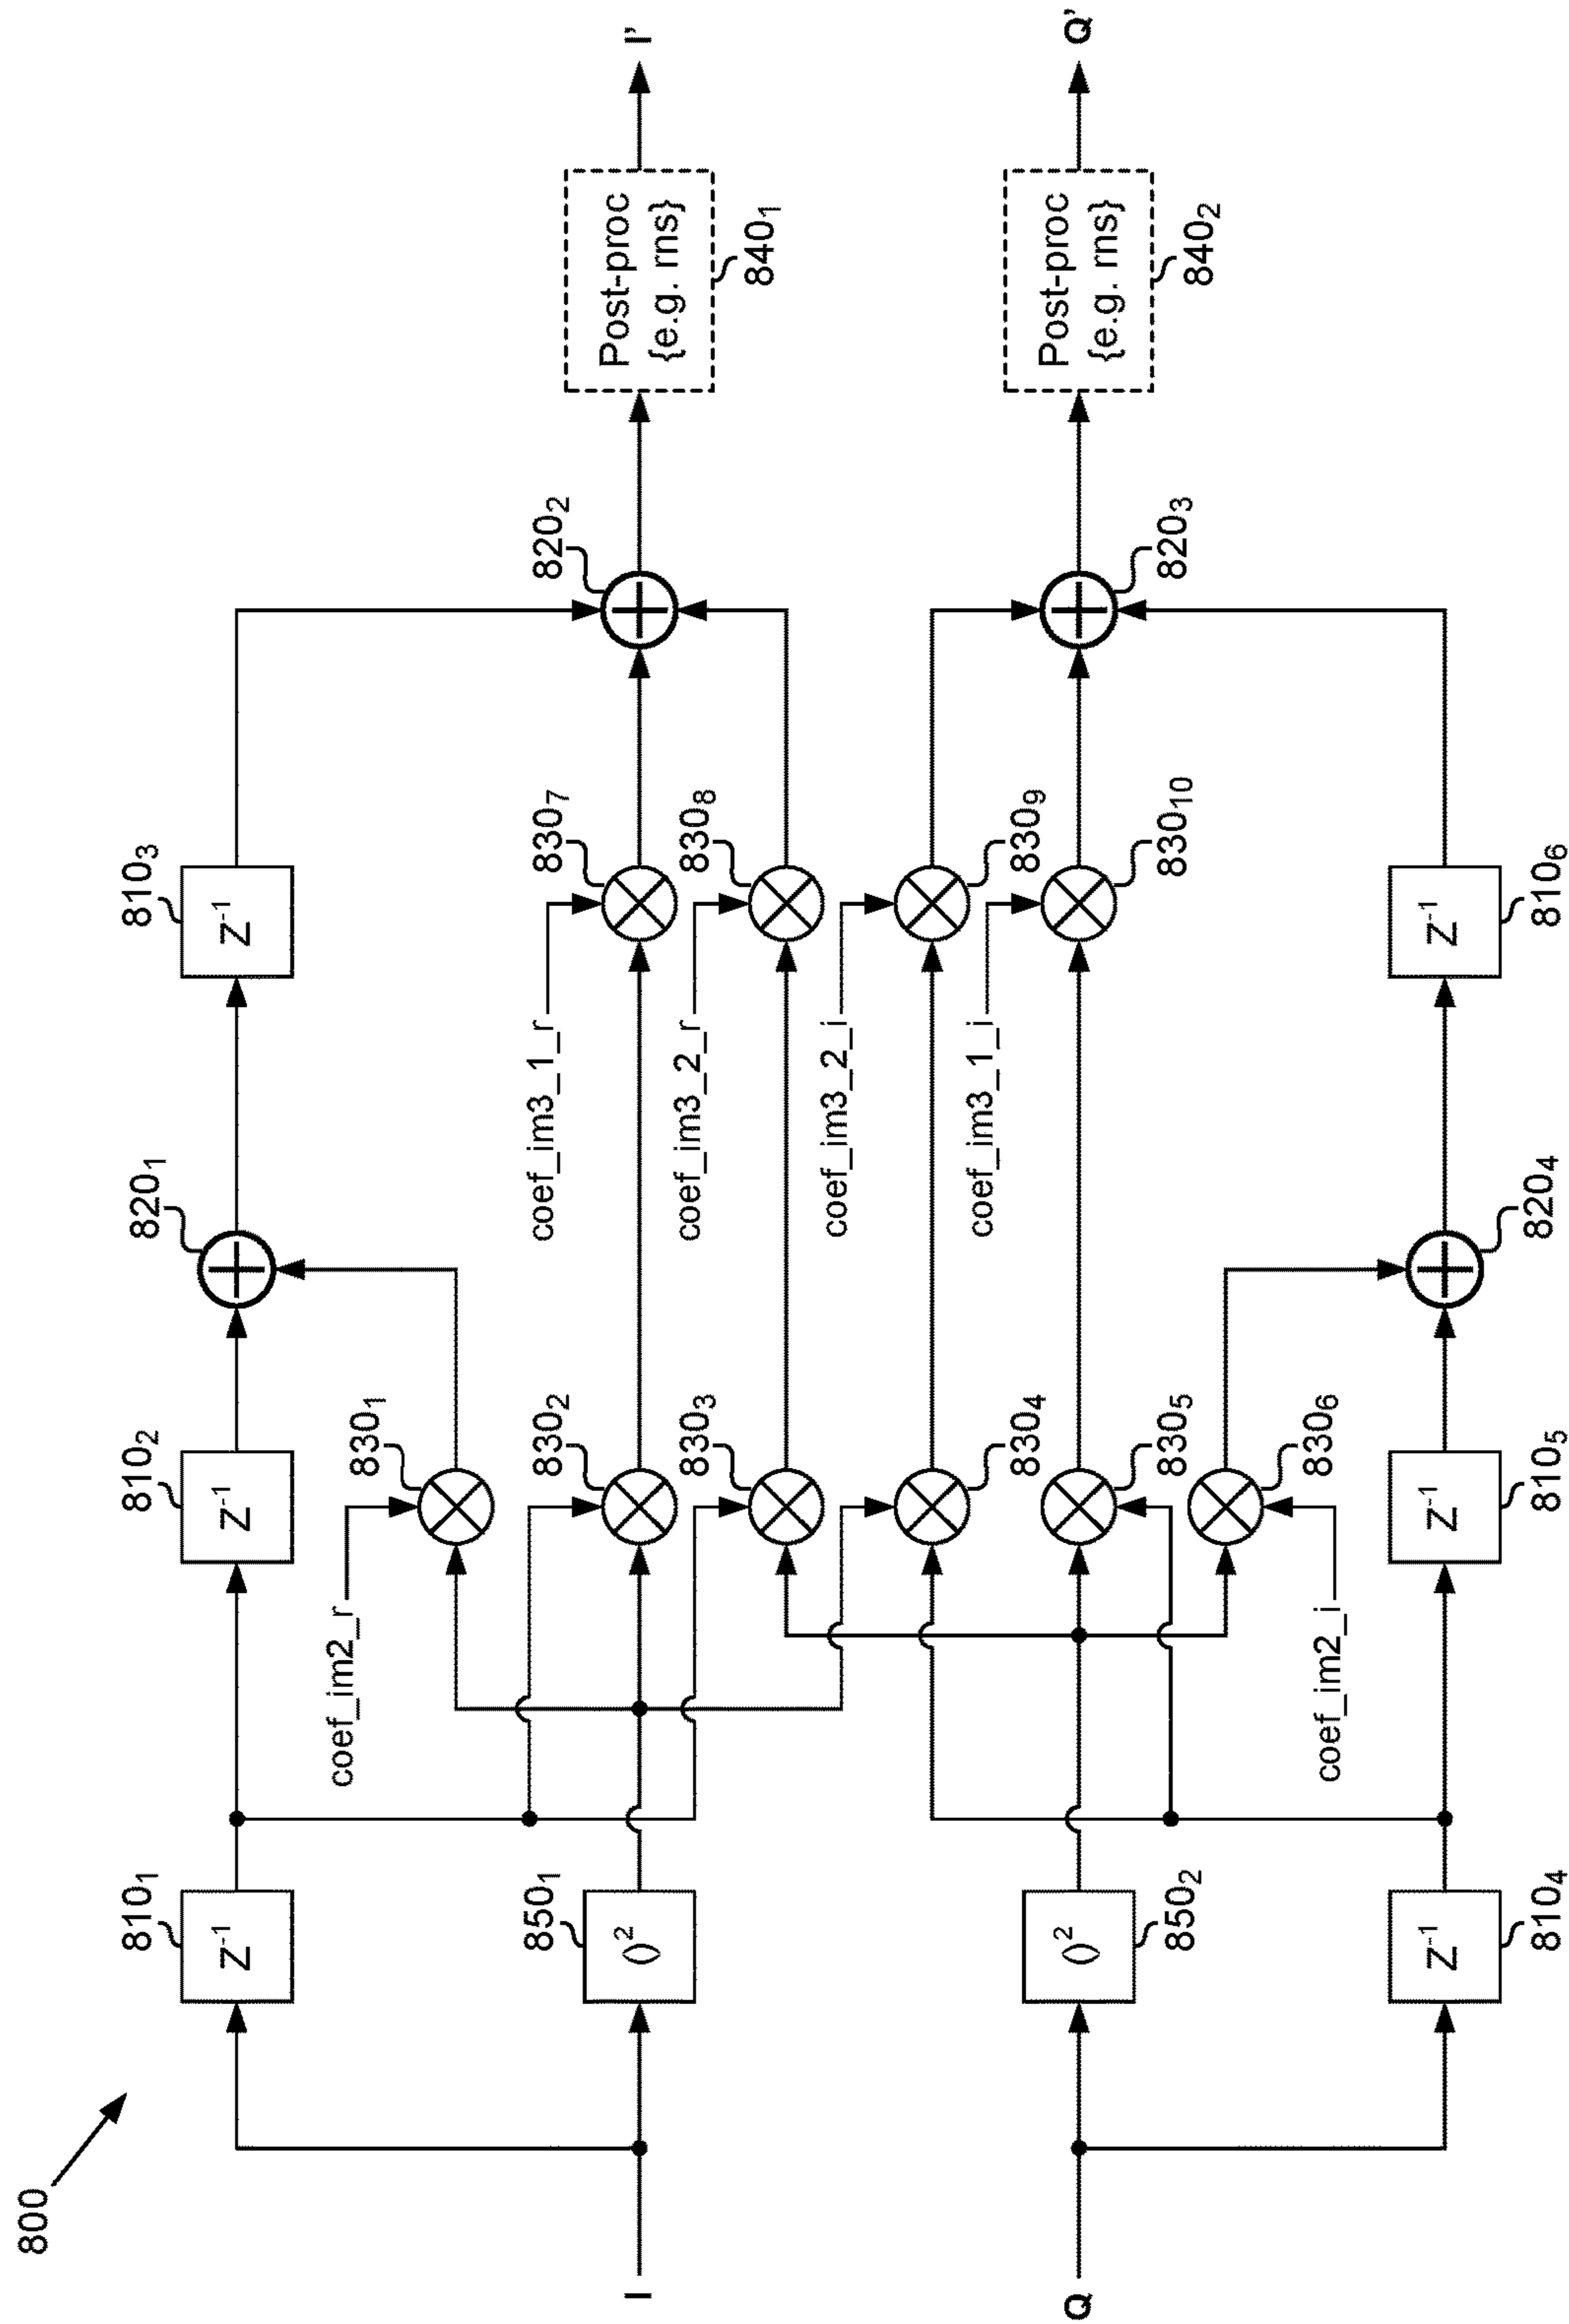 800
810₁
Z⁻¹
810₂
Z⁻¹
820₁
810₃
Z⁻¹
coef_im2_r
830₁
I
850₁
()²
830₂
coef_im3_1_r
830₇
820₂
Post-proc
{e.g. rns}
840₁
I'
830₃
coef_im3_2_r
830₈
830₄
coef_im3_2_i
830₉
Q
()²
850₂
830₅
coef_im3_1_i
830₁₀
820₃
Post-proc
{e.g. rns}
840₂
Q'
coef_im2_i
830₆
Z⁻¹
810₄
Z⁻¹
810₅
820₄
Z⁻¹
810₆